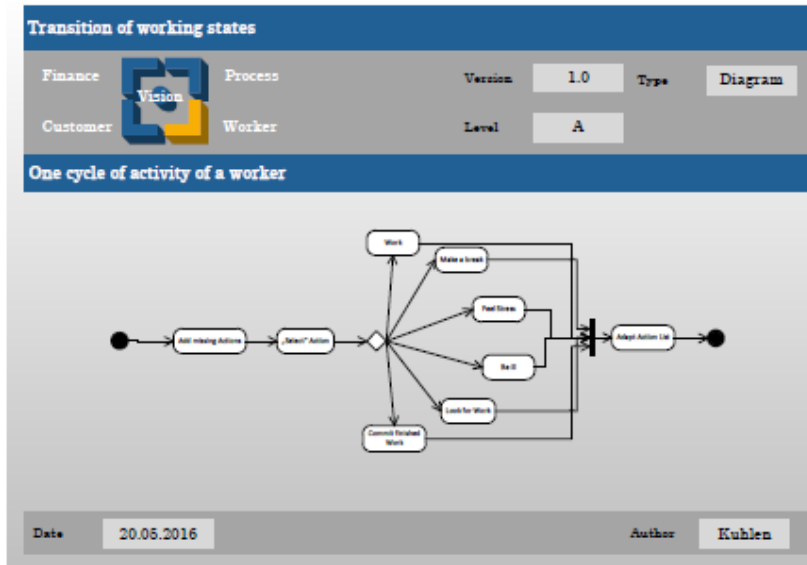 Transition of working states
Finance
Process
Version
1.0
Type
Diagram
Vision
Customer
Worker
Level
A
One cycle of activity of a worker
Work
Make a break
Feel Stress
Add missing Actions
„Select" Action
Adapt Action List
Be ill
Look for Work
Commit finished
Work
Date
20.05.2016
Author
Kuhlen